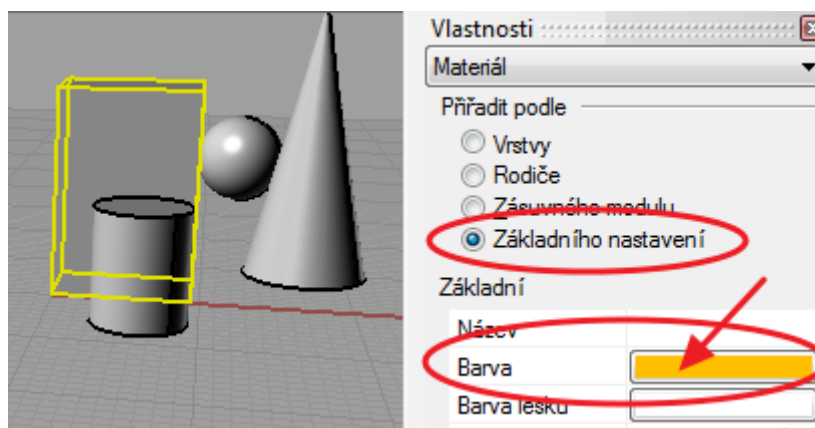 Vlastnosti
Materiál
Přiřadit podle
Vrstvy
Rodiče
Zásuvného modulu
Základního nastavení
Základní
Název
Barva
Barva lesku